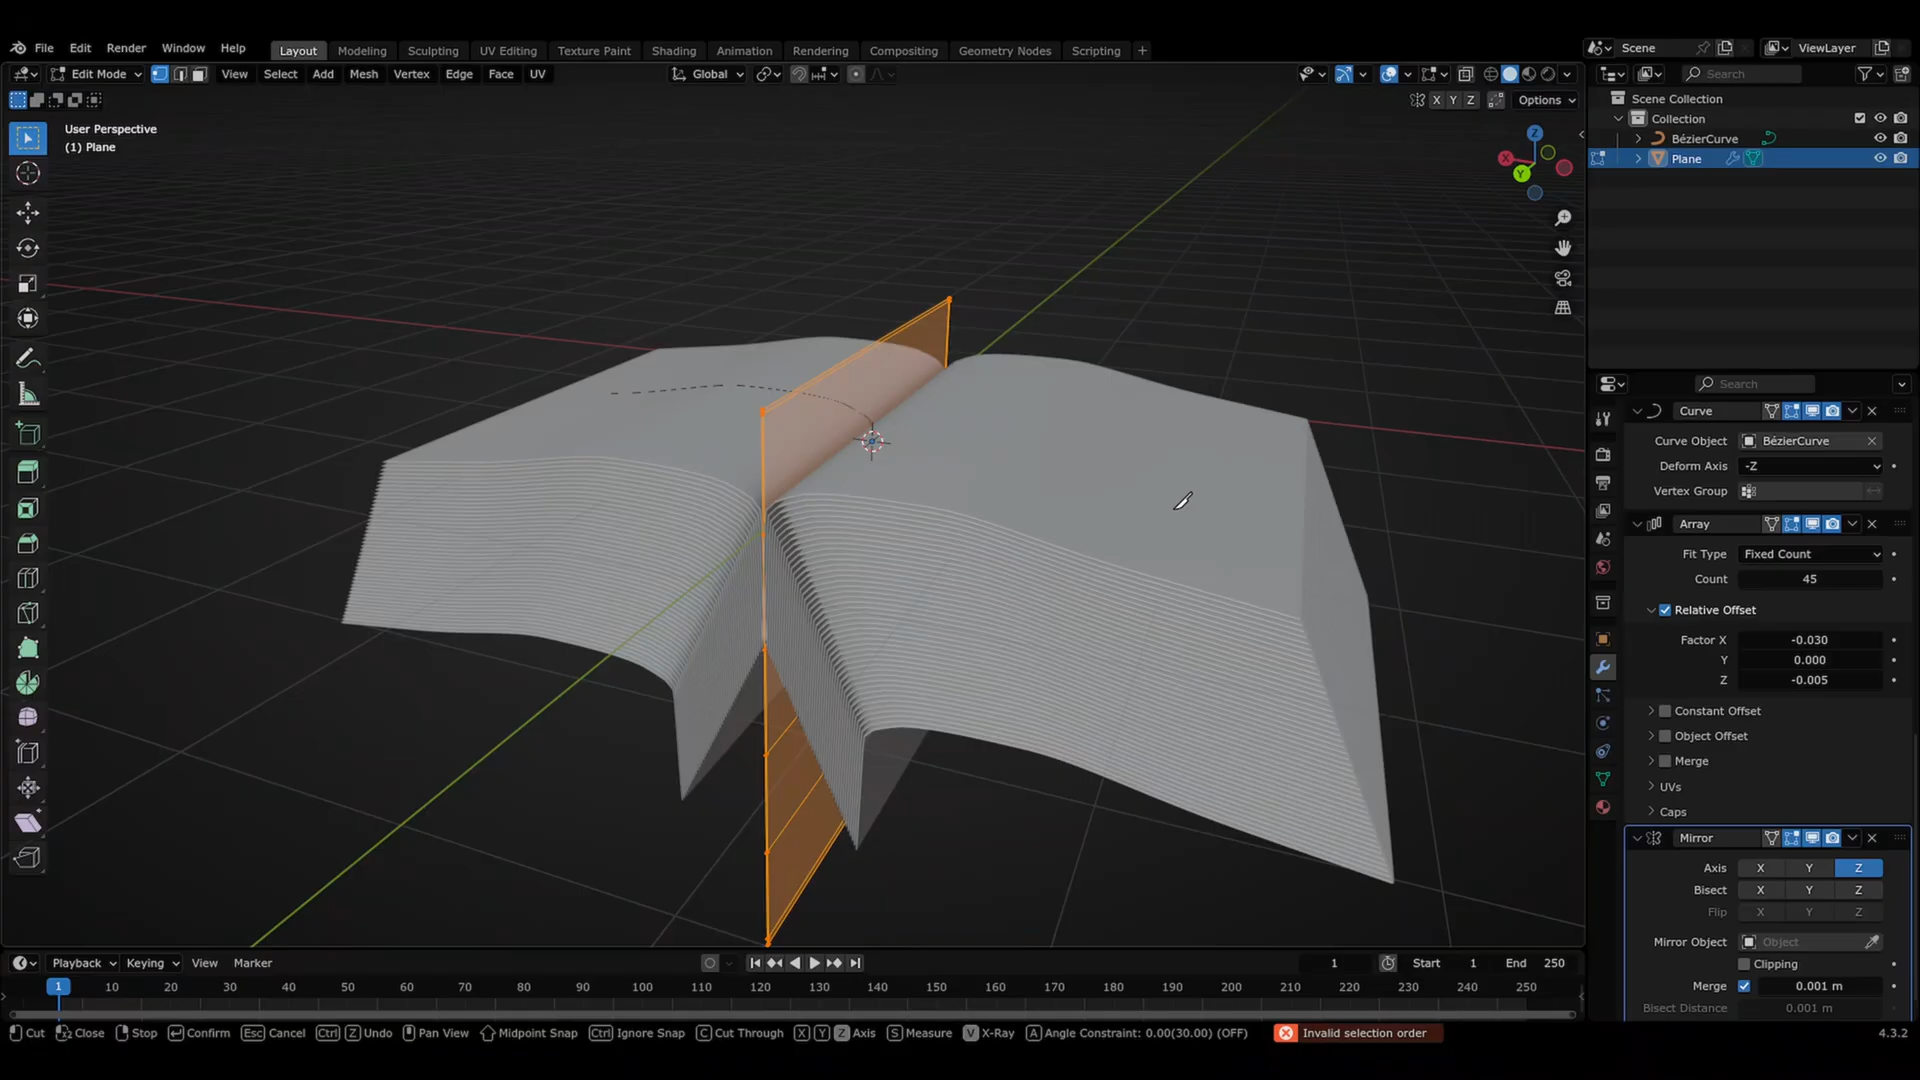 File Edit Render Window Help Layout Modeling Sculpting UV Editing Texture Paint Shading Animation Rendering Compositing Geometry Nodes Scripting + Scene ViewLayer
Edit Mode View Select Add Mesh Vertex Edge Face UV Global Search
X Y Z Options
User Perspective
(1) Plane
Z
X
Y
Scene Collection
Collection
BézierCurve
Plane
Search
Curve
Curve Object BézierCurve
Deform Axis -Z
Vertex Group
Array
Fit Type Fixed Count
Count 45
Relative Offset
Factor X -0.030
Y 0.000
Z -0.005
Constant Offset
Object Offset
Merge
UVs
Caps
Mirror
Axis X Y Z
Bisect X Y Z
Flip X Y Z
Mirror Object Object
Clipping
Merge 0.001 m
Bisect Distance 0.001 m
Playback Keying View Marker 1 Start 1 End 250
1 10 20 30 40 50 60 70 80 90 100 110 120 130 140 150 160 170 180 190 200 210 220 230 240 250
Cut Close Stop Confirm Esc Cancel Ctrl Z Undo Pan View Midpoint Snap Ctrl Ignore Snap C Cut Through X Y Z Axis S Measure V X-Ray A Angle Constraint: 0.00(30.00) (OFF) Invalid selection order 4.3.2